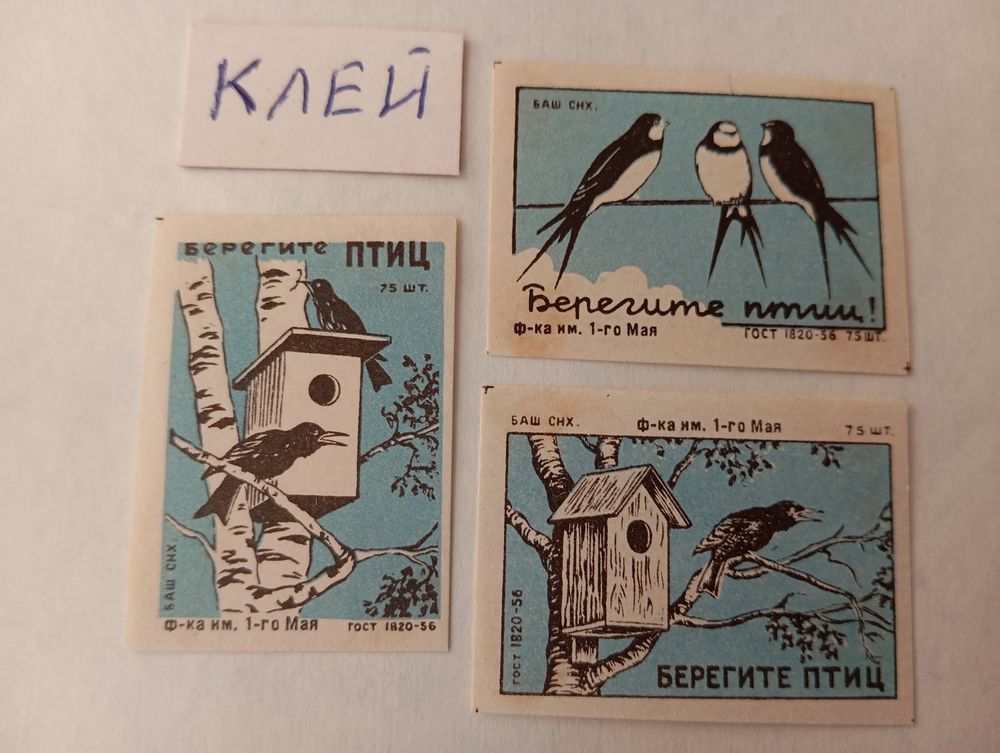 КЛЕЙ
БАШ СНХ.
Берегите птиц!
Ф-ка им. 1-го Мая
ГОСТ 1820-56 75 ШТ.
БЕРЕГИТЕ ПТИЦ
75 ШТ.
БАШ СНХ.
Ф-ка им. 1-го Мая
ГОСТ 1820-56
БАШ СНХ.
Ф-ка им. 1-го Мая
75 ШТ.
ГОСТ 1820-56
БЕРЕГИТЕ ПТИЦ